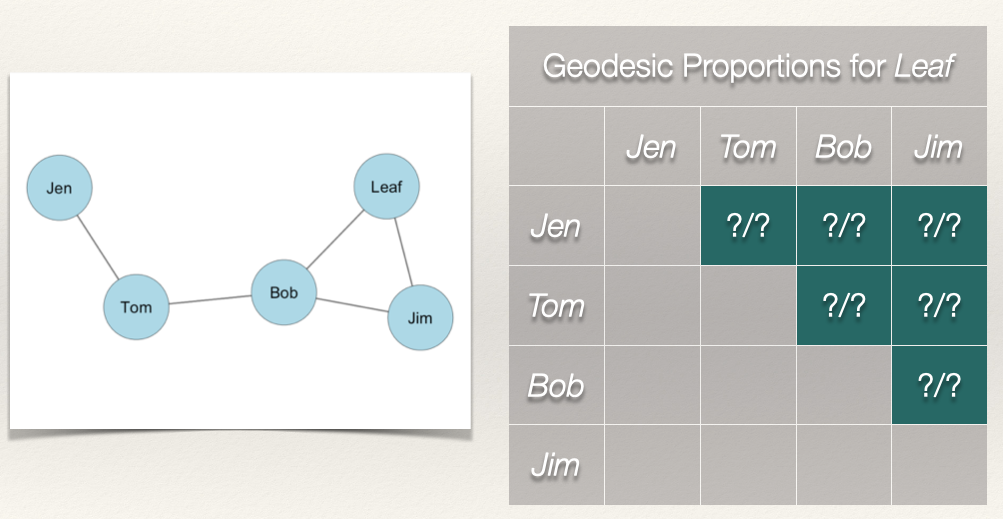 Jen
Leaf
Tom
Bob
Jim
Geodesic Proportions for Leaf
Jen Tom Bob Jim
Jen ?/? ?/? ?/?
Tom ?/? ?/?
Bob ?/?
Jim